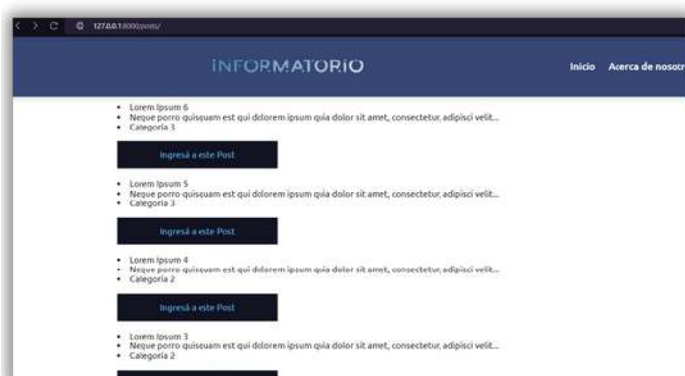 127.0.0.1:8000/posts/
INFORMATORIO
Inicio Acerca de nosotr
Lorem Ipsum 6
Neque porro quisquam est qui dolorem ipsum quia dolor sit amet, consectetur, adipisci velit...
Categoría 3
Ingresá a este Post
Lorem Ipsum 5
Neque porro quisquam est qui dolorem ipsum quia dolor sit amet, consectetur, adipisci velit...
Categoría 3
Ingresá a este Post
Lorem Ipsum 4
Neque porro quisquam est qui dolorem ipsum quia dolor sit amet, consectetur, adipisci velit...
Categoría 2
Ingresá a este Post
Lorem Ipsum 3
Neque porro quisquam est qui dolorem ipsum quia dolor sit amet, consectetur, adipisci velit...
Categoría 2